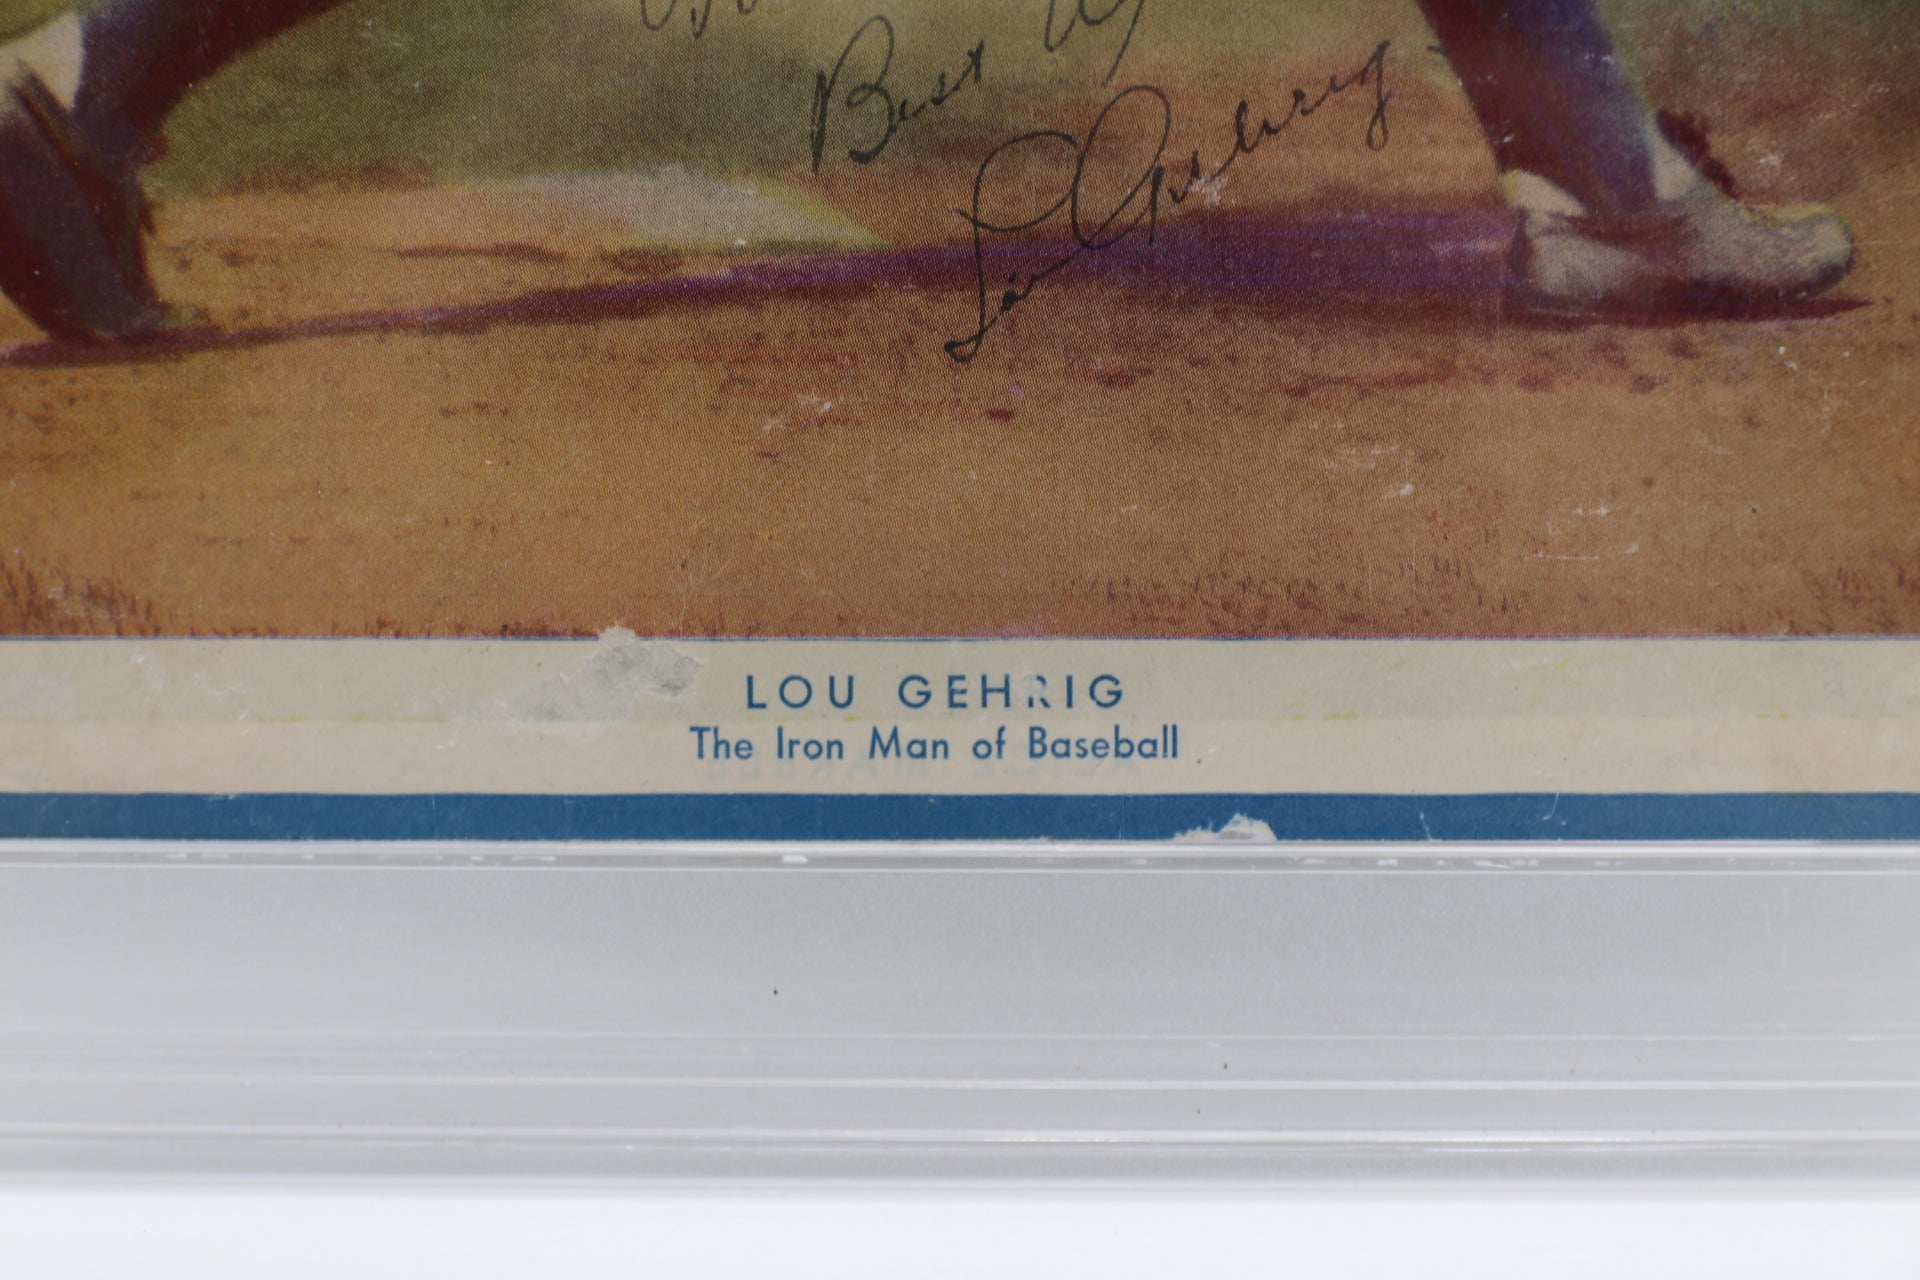 Best
Lou Gehrig
LOU GEHRIG
The Iron Man of Baseball